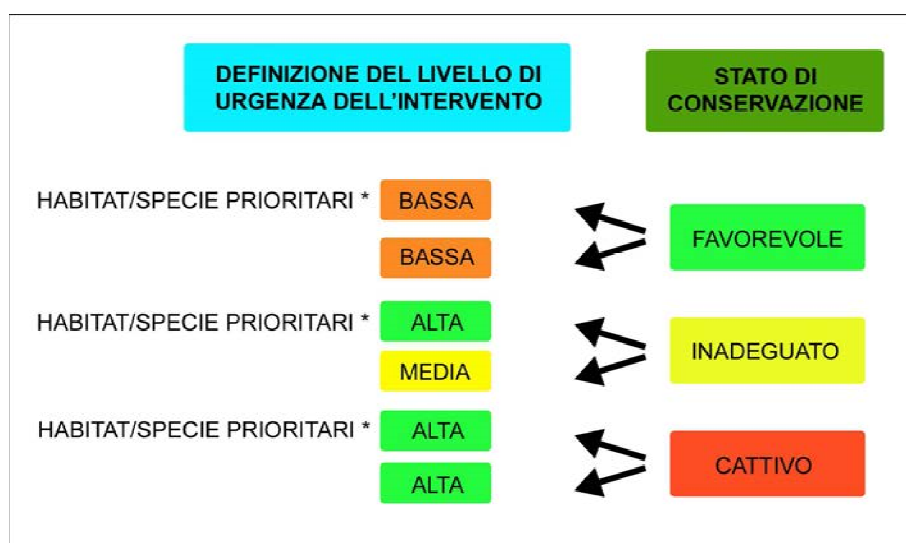 DEFINIZIONE DEL LIVELLO DI
URGENZA DELL'INTERVENTO
STATO DI
CONSERVAZIONE
HABITAT/SPECIE PRIORITARI * BASSA
BASSA
FAVOREVOLE
HABITAT/SPECIE PRIORITARI * ALTA
MEDIA
INADEGUATO
HABITAT/SPECIE PRIORITARI * ALTA
ALTA
CATTIVO